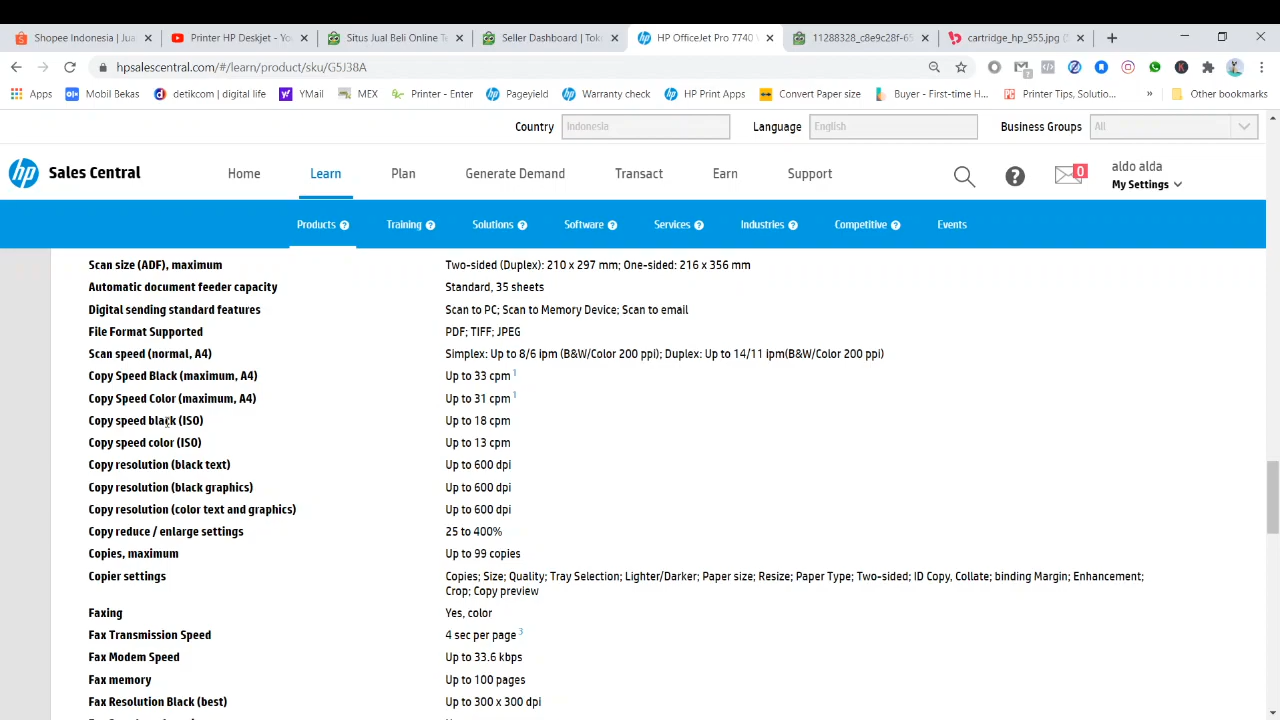 Shopee Indonesia | Jua
Printer HP Deskjet - Yo
Situs Jual Beli Online Te
Seller Dashboard | Toko
HP OfficeJet Pro 7740 W
11288328_c8e9c28f-65
cartridge_hp_955.jpg (5
hpsalescentral.com/#/learn/product/sku/G5J38A
Apps
Mobil Bekas
detikcom | digital life
YMail
MEX
Printer - Enter
Pageyield
Warranty check
HP Print Apps
Convert Paper size
Buyer - First-time H...
Printer Tips, Solutio...
»
Other bookmarks
Country
Indonesia
Language
English
Business Groups
All
hp
Sales Central
Home
Learn
Plan
Generate Demand
Transact
Earn
Support
0
aldo alda
My Settings
Products
Training
Solutions
Software
Services
Industries
Competitive
Events
Scan size (ADF), maximum Two-sided (Duplex): 210 x 297 mm; One-sided: 216 x 356 mm
Automatic document feeder capacity Standard, 35 sheets
Digital sending standard features Scan to PC; Scan to Memory Device; Scan to email
File Format Supported PDF; TIFF; JPEG
Scan speed (normal, A4) Simplex: Up to 8/6 ipm (B&W/Color 200 ppi); Duplex: Up to 14/11 ipm(B&W/Color 200 ppi)
Copy Speed Black (maximum, A4) Up to 33 cpm 1
Copy Speed Color (maximum, A4) Up to 31 cpm 1
Copy speed black (ISO) Up to 18 cpm
Copy speed color (ISO) Up to 13 cpm
Copy resolution (black text) Up to 600 dpi
Copy resolution (black graphics) Up to 600 dpi
Copy resolution (color text and graphics) Up to 600 dpi
Copy reduce / enlarge settings 25 to 400%
Copies, maximum Up to 99 copies
Copier settings Copies; Size; Quality; Tray Selection; Lighter/Darker; Paper size; Resize; Paper Type; Two-sided; ID Copy, Collate; binding Margin; Enhancement;
Crop; Copy preview
Faxing Yes, color
Fax Transmission Speed 4 sec per page 3
Fax Modem Speed Up to 33.6 kbps
Fax memory Up to 100 pages
Fax Resolution Black (best) Up to 300 x 300 dpi